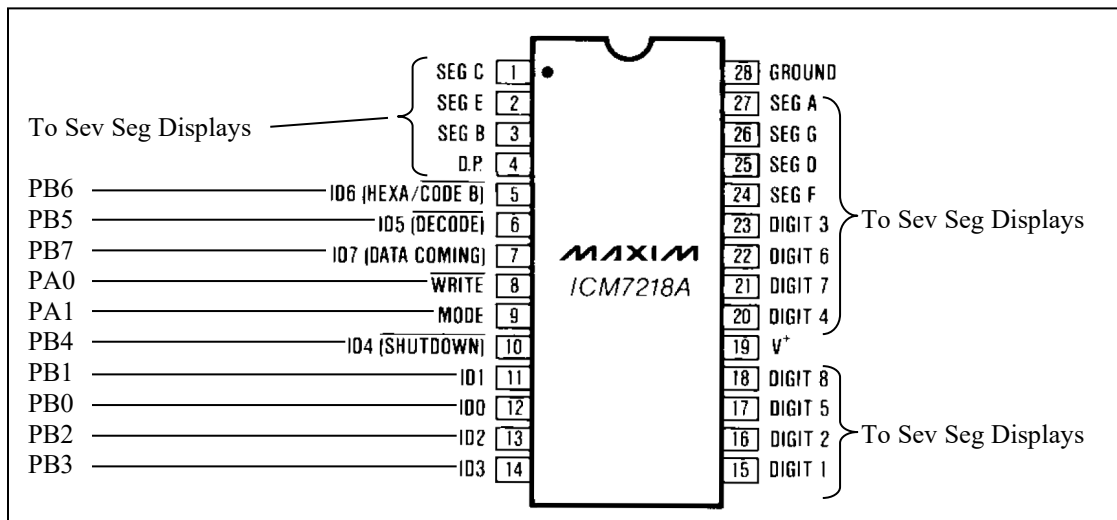 SEG C 1
SEG E 2
SEG B 3
D.P. 4
To Sev Seg Displays
PB6 ID6 (HEXA/CODE B) 5
PB5 ID5 (DECODE) 6
PB7 ID7 (DATA COMING) 7
PA0 WRITE 8
PA1 MODE 9
PB4 ID4 (SHUTDOWN) 10
PB1 ID1 11
PB0 ID0 12
PB2 ID2 13
PB3 ID3 14
MAXIM
ICM7218A
28 GROUND
27 SEG A
26 SEG G
25 SEG D
24 SEG F
23 DIGIT 3
22 DIGIT 6
21 DIGIT 7
20 DIGIT 4
To Sev Seg Displays
19 V+
18 DIGIT 8
17 DIGIT 5
16 DIGIT 2
15 DIGIT 1
To Sev Seg Displays